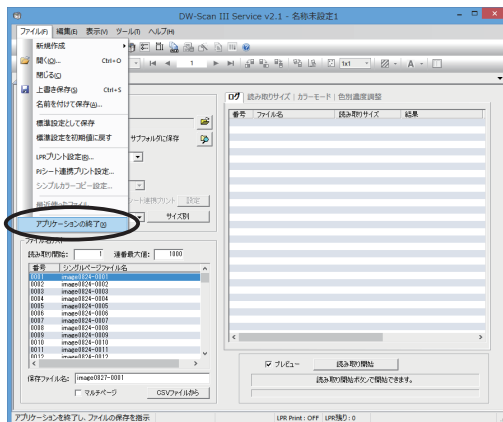 DW-Scan III Service v2.1 - 名称未設定1
ファイル(F) 編集(E) 表示(V) ツール(T) ヘルプ(H)
新規作成
開く(O)... Ctrl+O
閉じる(C)
上書き保存(S) Ctrl+S
名前を付けて保存(A)...
標準設定として保存
標準設定を初期値に戻す
LPRプリント設定(R)...
PJシート連携プリント設定...
シンプルカラーコピー設定...
最近使ったファイル
アプリケーションの終了(X)
1
1x1
サブフォルダに保存
シート連携プリント 設定
サイズ別
ログ 読み取りサイズ カラーモード 色別濃度調整
番号 ファイル名 読み取りサイズ 結果
ファイル名リスト
読み取り開始: 1 連番最大値: 1000
番号 シングルページファイル名
0001 image0824-0001
0002 image0824-0002
0003 image0824-0003
0004 image0824-0004
0005 image0824-0005
0006 image0824-0006
0007 image0824-0007
0008 image0824-0008
0009 image0824-0009
0010 image0824-0010
0011 image0824-0011
0012 image0824-0012
保存ファイル名: image0827-0001
マルチページ CSVファイルから
プレビュー 読み取り開始
読み取り開始ボタンで開始できます。
アプリケーションを終了し、ファイルの保存を指示 LPR Print : OFF LPR残り : 0